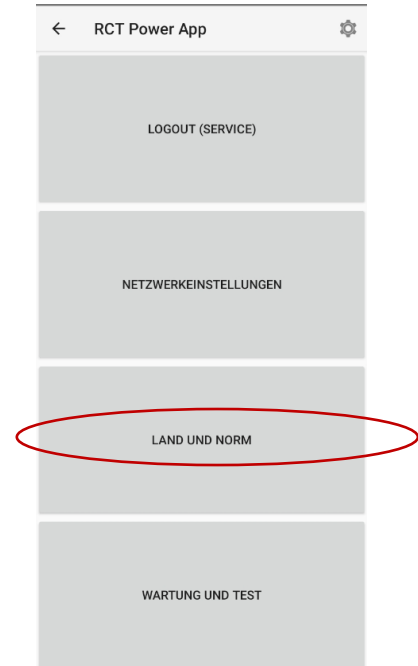 RCT Power App
LOGOUT (SERVICE)
NETZWERKEINSTELLUNGEN
LAND UND NORM
WARTUNG UND TEST